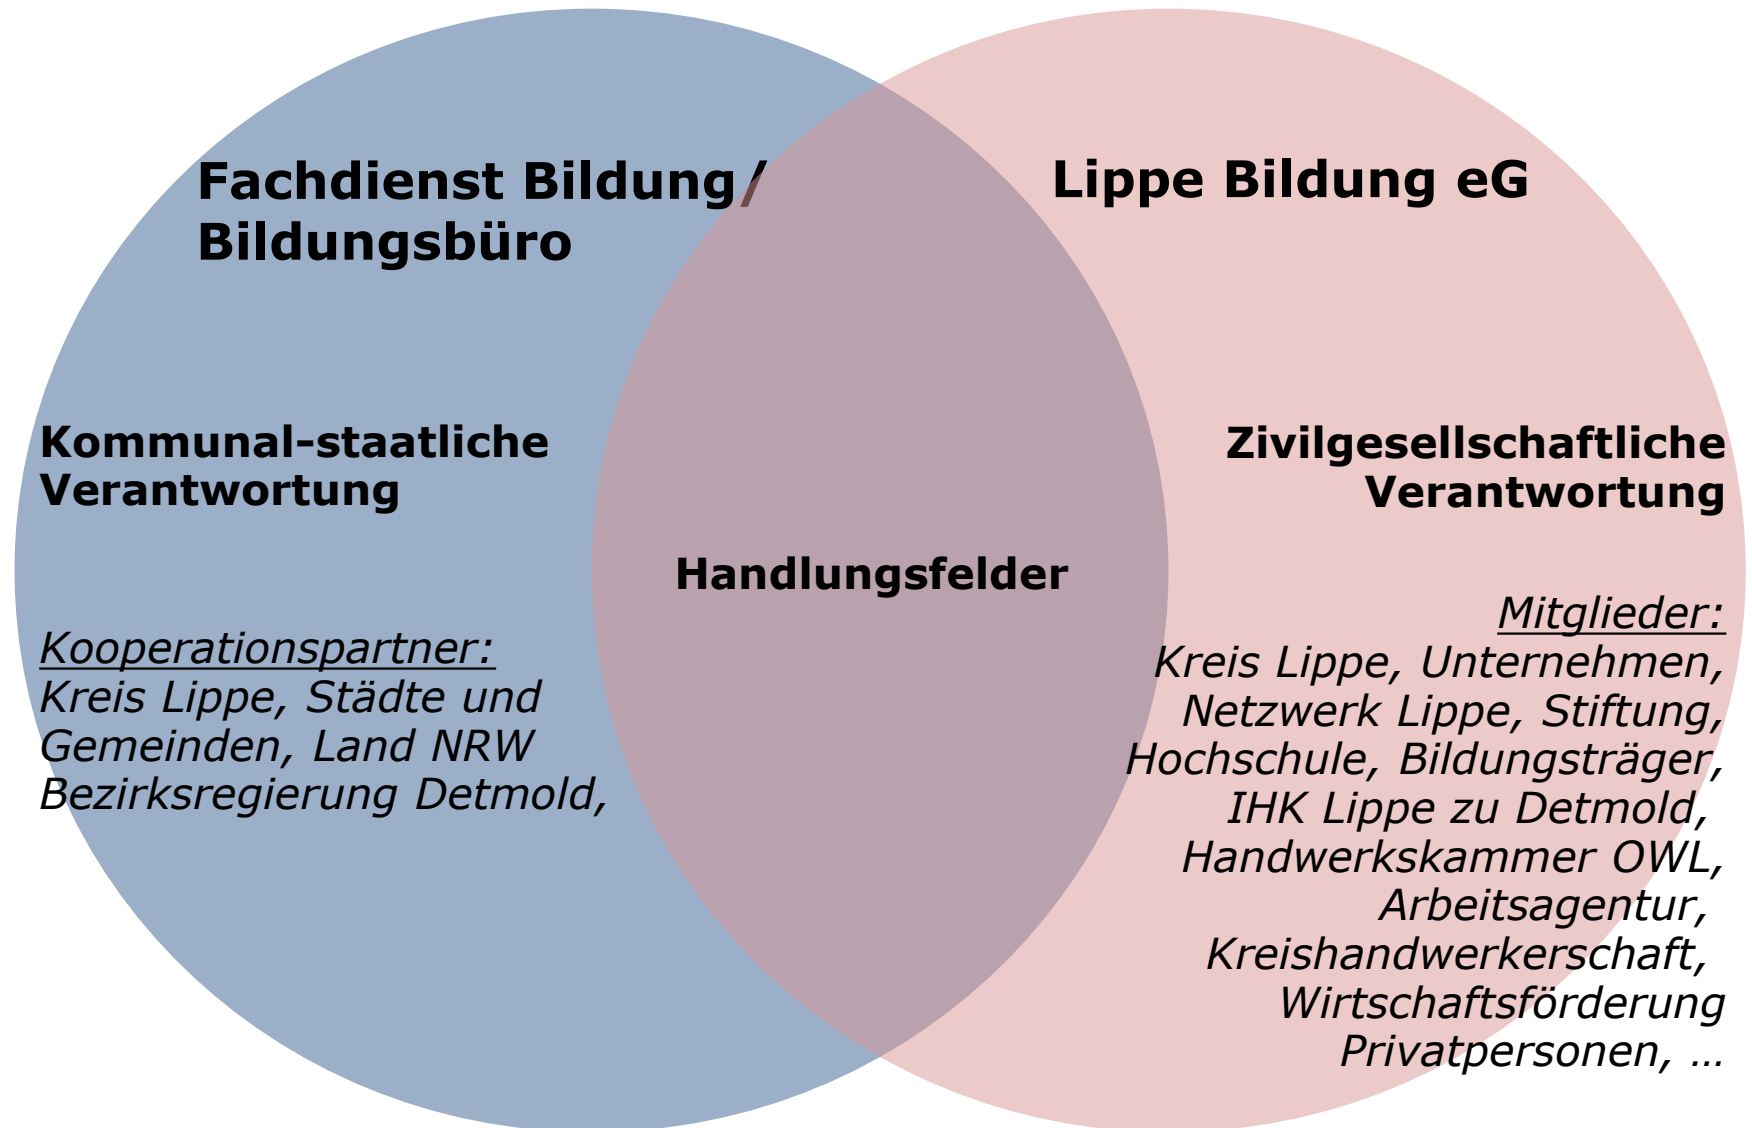 Fachdienst Bildung/
Bildungsbüro
Lippe Bildung eG
Kommunal-staatliche
Verantwortung
Zivilgesellschaftliche
Verantwortung
Handlungsfelder
Kooperationspartner:
Kreis Lippe, Städte und
Gemeinden, Land NRW
Bezirksregierung Detmold,
Mitglieder:
Kreis Lippe, Unternehmen,
Netzwerk Lippe, Stiftung,
Hochschule, Bildungsträger,
IHK Lippe zu Detmold,
Handwerkskammer OWL,
Arbeitsagentur,
Kreishandwerkerschaft,
Wirtschaftsförderung
Privatpersonen, …